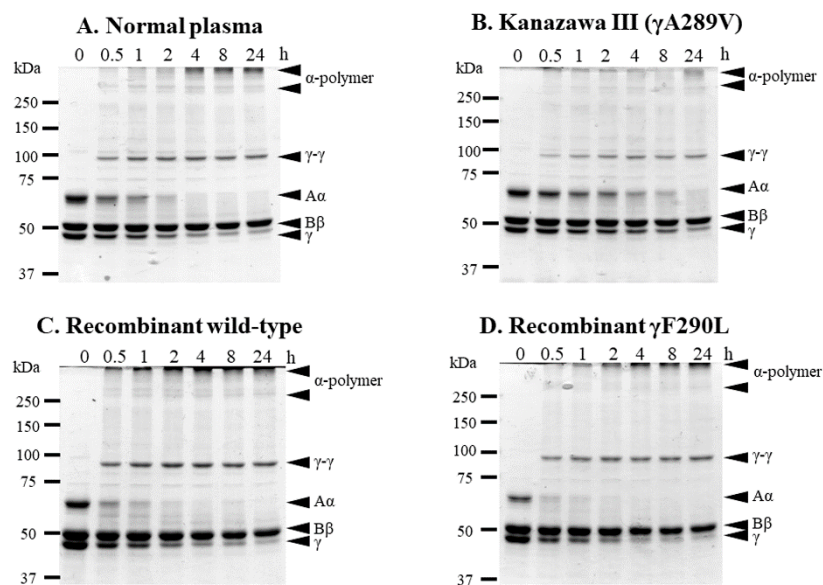 A. Normal plasma
0 0.5 1 2 4 8 24 h
kDa
α-polymer
250
150
100
γ-γ
75
Aα
50
Bβ
γ
37
B. Kanazawa III (γA289V)
0 0.5 1 2 4 8 24 h
kDa
α-polymer
250
150
100
γ-γ
75
Aα
50
Bβ
γ
37
C. Recombinant wild-type
0 0.5 1 2 4 8 24 h
kDa
α-polymer
250
150
100
γ-γ
75
Aα
50
Bβ
γ
37
D. Recombinant γF290L
0 0.5 1 2 4 8 24 h
kDa
α-polymer
250
150
100
γ-γ
75
Aα
50
Bβ
γ
37